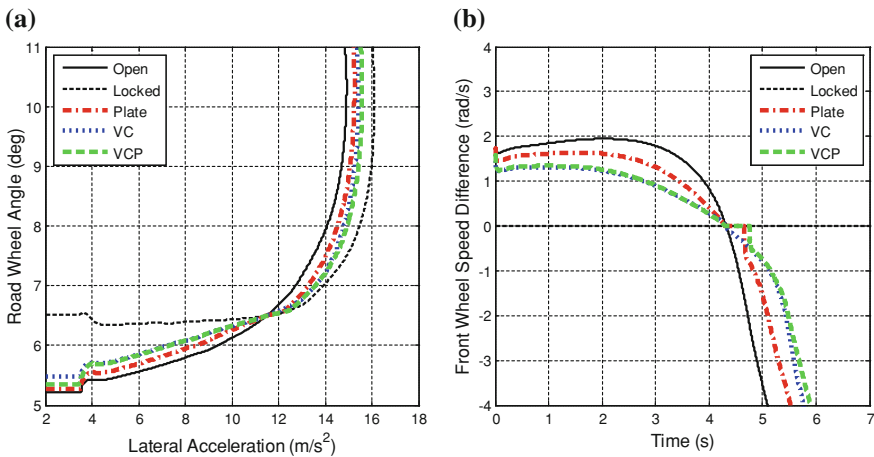 (a)
11
10
9
8
7
6
5
Road Wheel Angle (deg)
Open
Locked
Plate
VC
VCP
2 4 6 8 10 12 14 16 18
Lateral Acceleration (m/s²)
(b)
4
3
2
1
0
-1
-2
-3
-4
Front Wheel Speed Difference (rad/s)
Open
Locked
Plate
VC
VCP
0 1 2 3 4 5 6 7
Time (s)